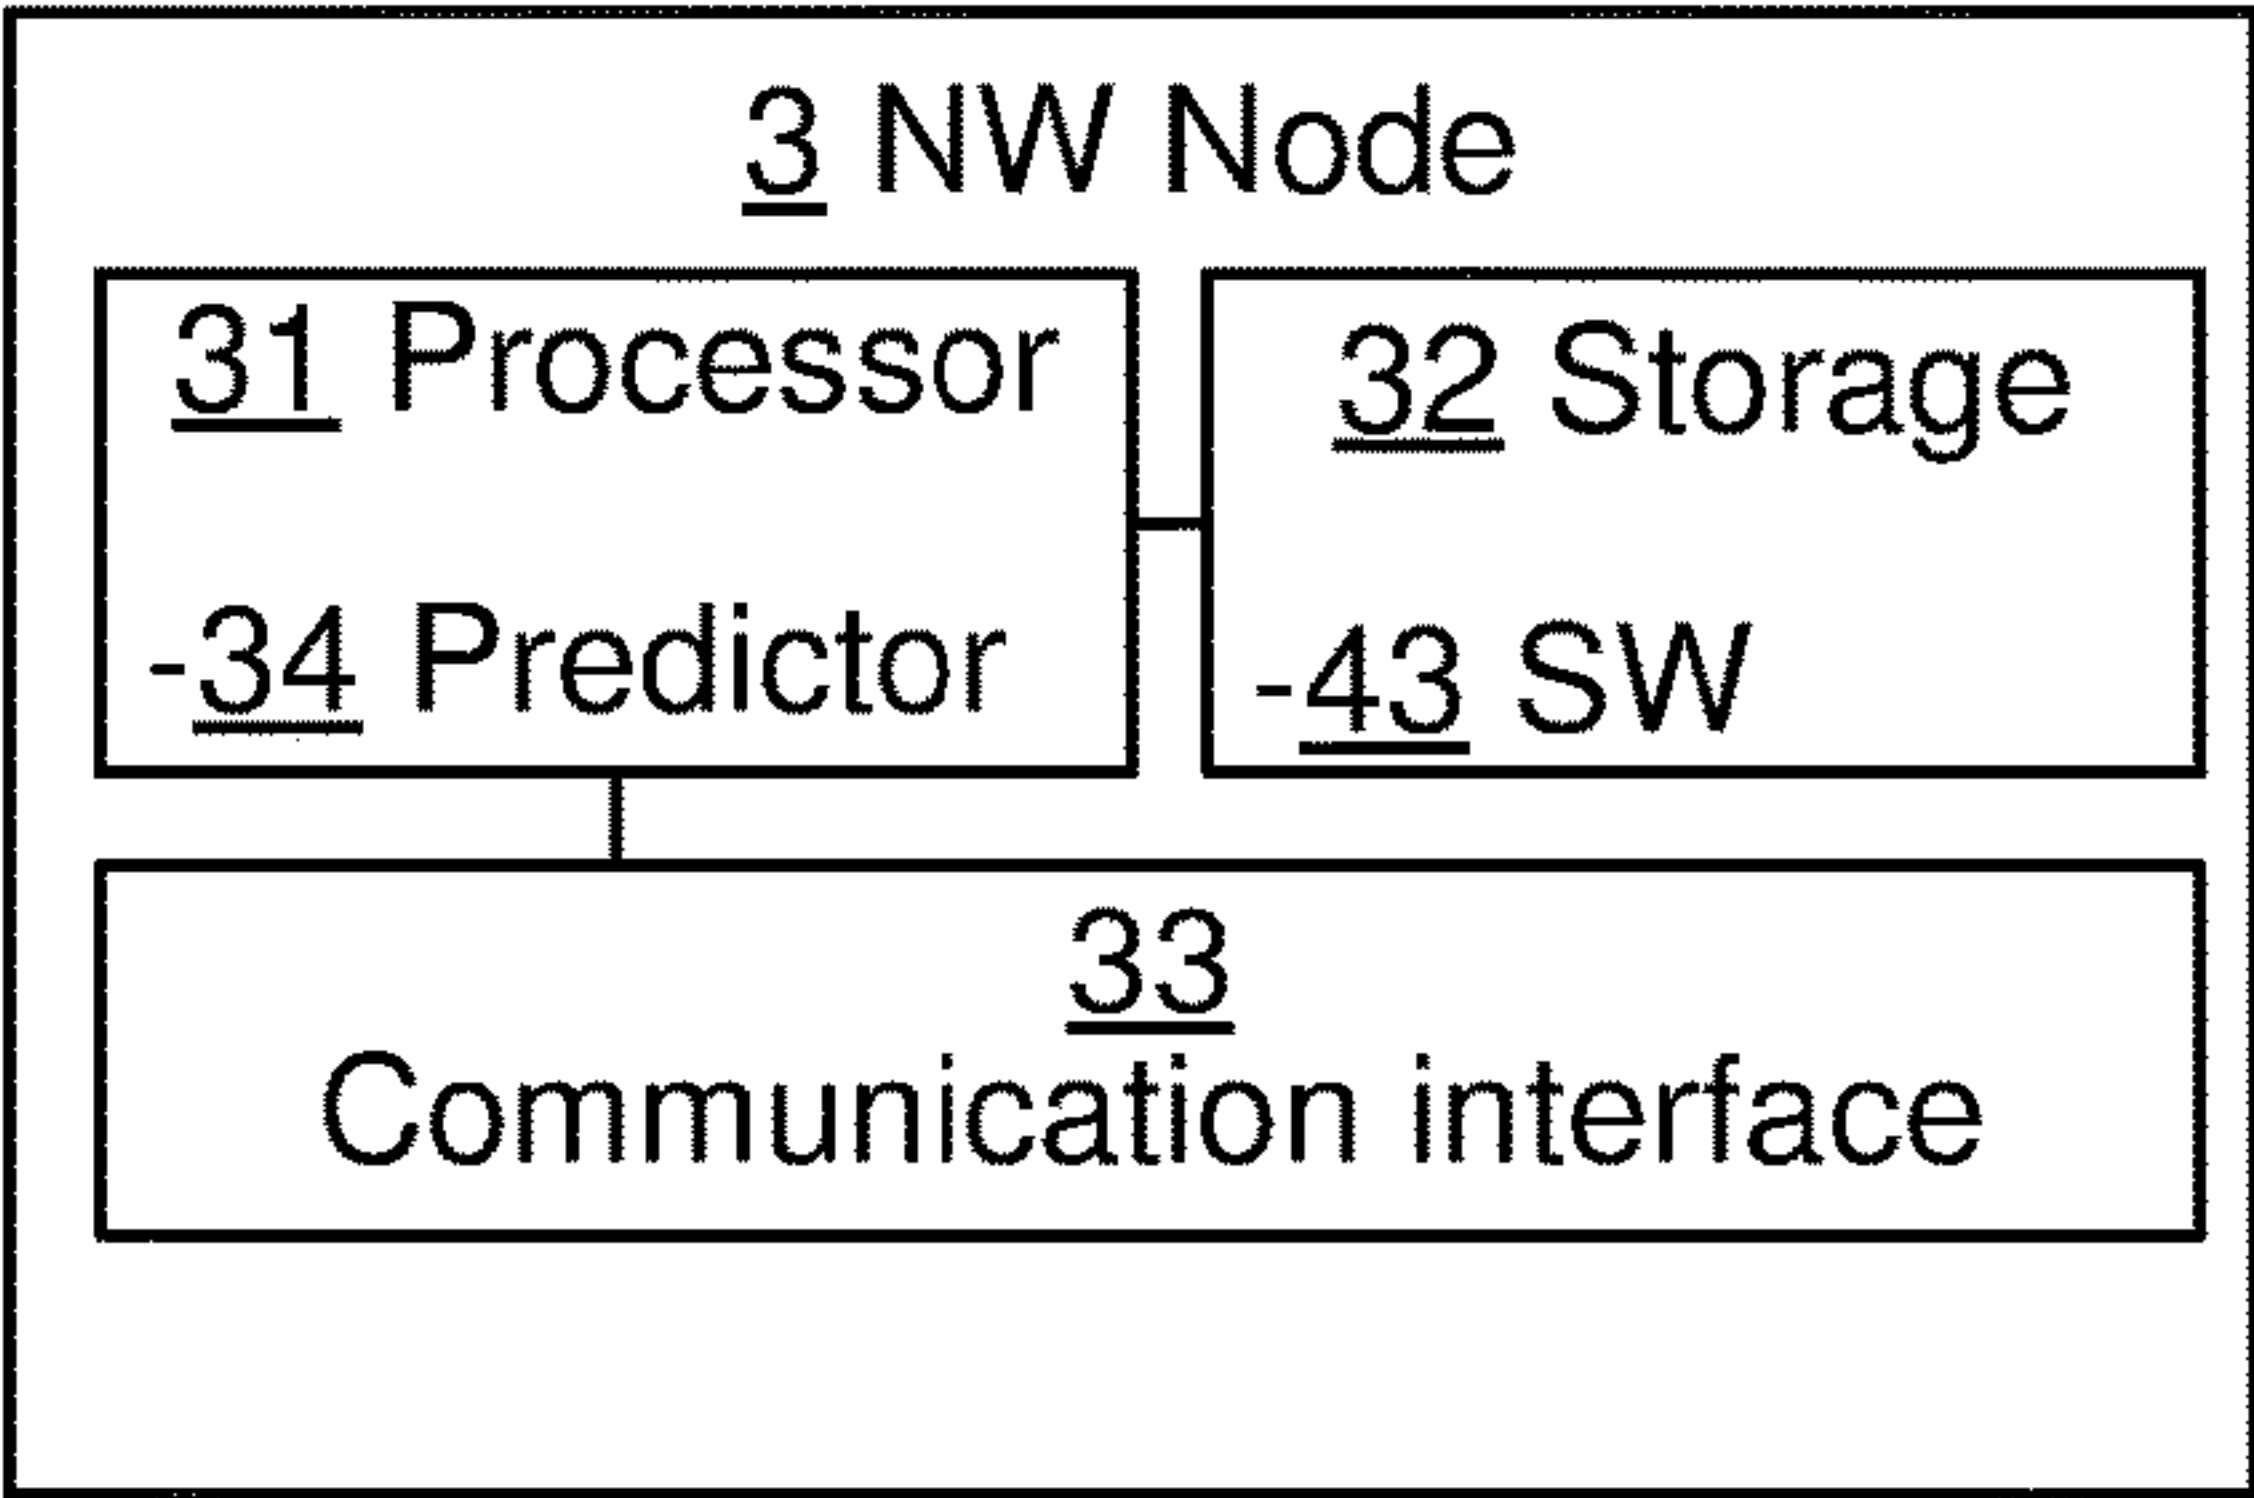 3 NW Node
31 Processor
-34 Predictor
32 Storage
-43 SW
33
Communication interface